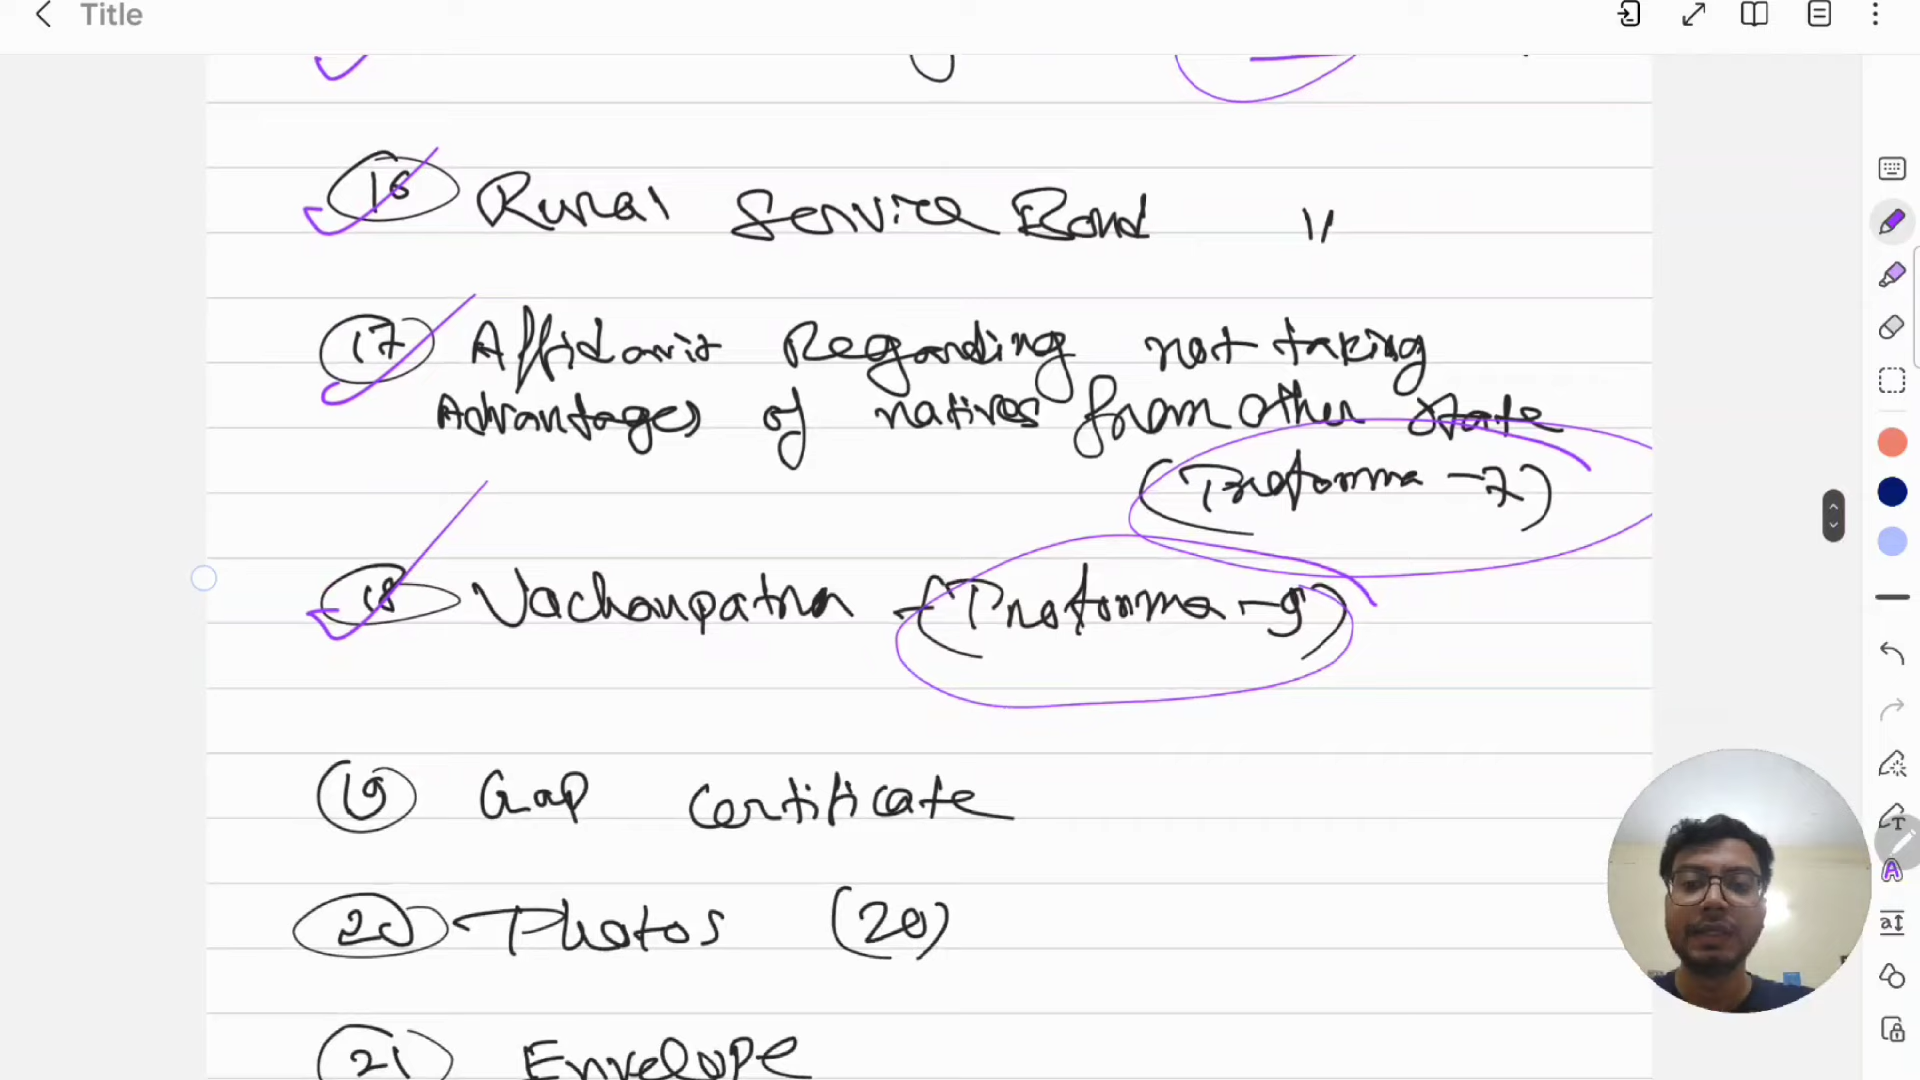 Title
16 Rural Service Bond "
17 Affidavit Regarding not taking
Advantages of natives from other state
(Proforma -7)
18 Vachanpatra - (Proforma -9)
19 Gap Certificate
20 Photos (20)
21 Envelope